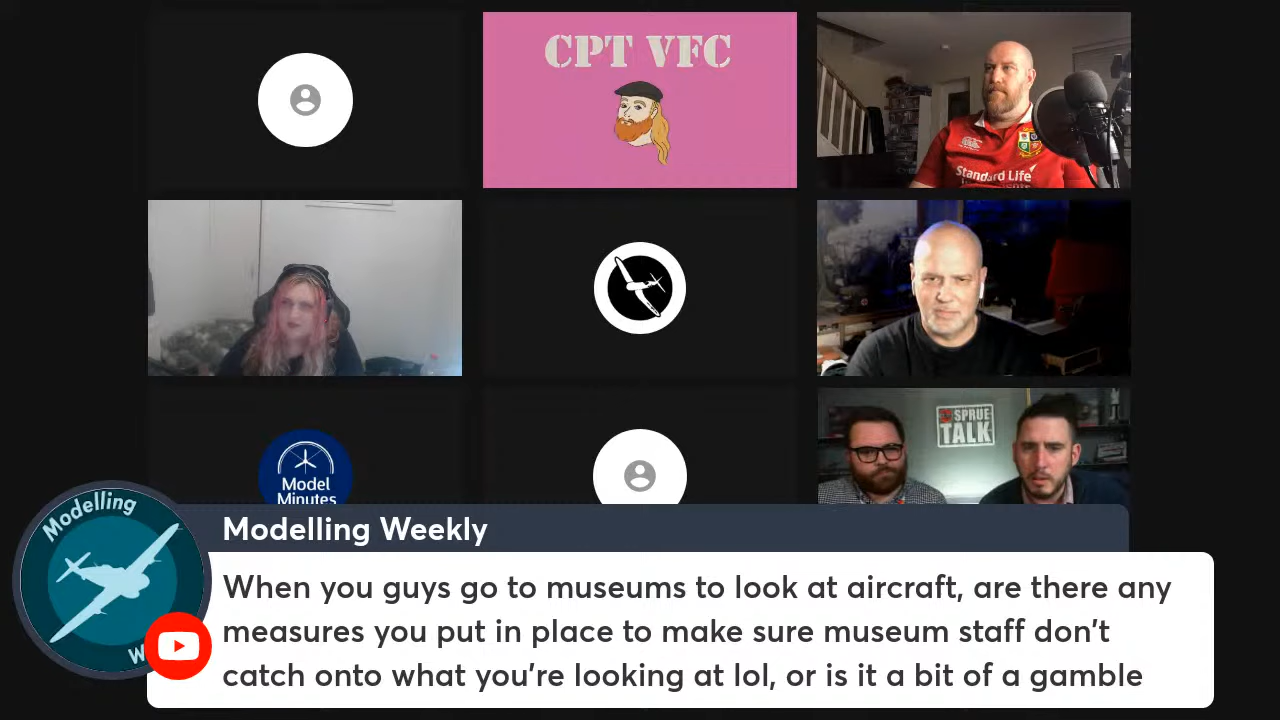 CPT VFC
Standard Life
SPRUE
TALK
Model
Minutes
Modelling
W
Modelling Weekly
When you guys go to museums to look at aircraft, are there any
measures you put in place to make sure museum staff don't
catch onto what you're looking at lol, or is it a bit of a gamble